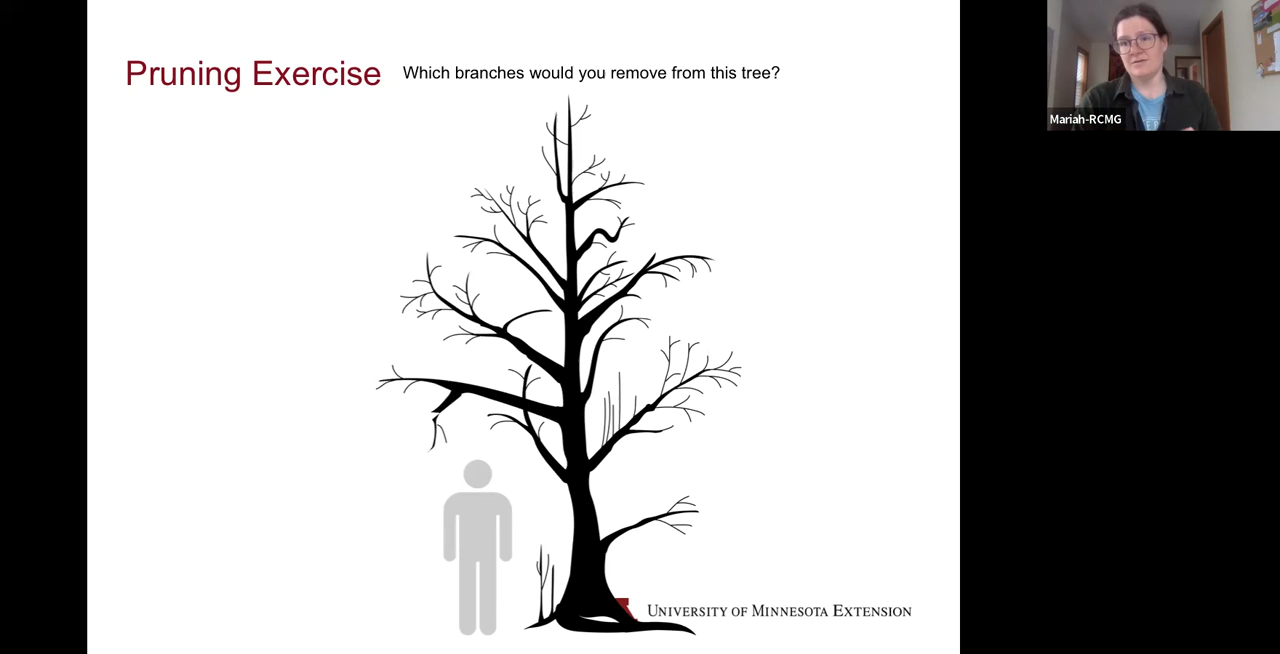 Pruning Exercise Which branches would you remove from this tree?
Mariah-RCMG
UNIVERSITY OF MINNESOTA EXTENSION